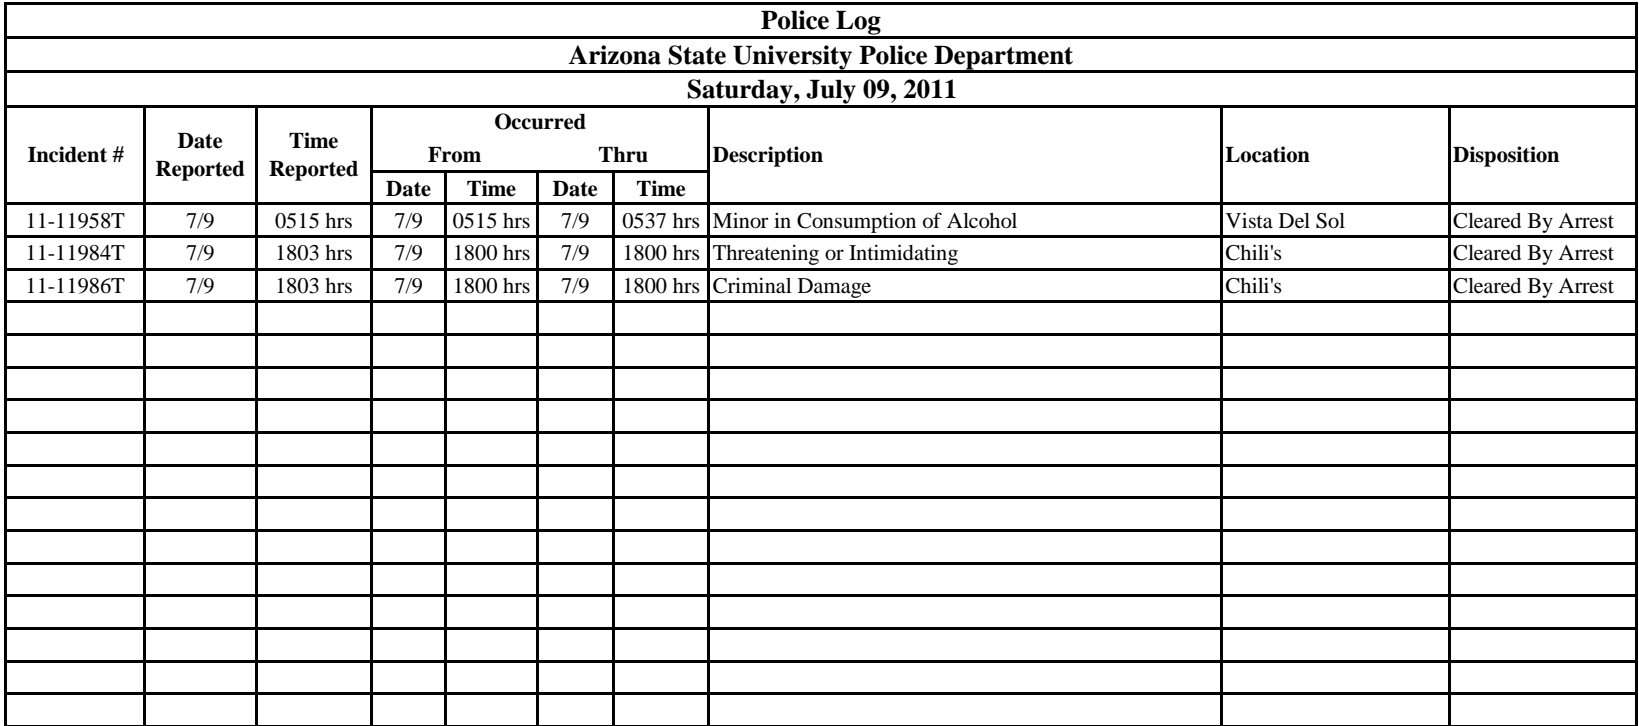 Police Log
Arizona State University Police Department
Saturday, July 09, 2011
Incident # Date Reported Time Reported Occurred Description Location Disposition
From Thru
Date Time Date Time
11-11958T 7/9 0515 hrs 7/9 0515 hrs 7/9 0537 hrs Minor in Consumption of Alcohol Vista Del Sol Cleared By Arrest
11-11984T 7/9 1803 hrs 7/9 1800 hrs 7/9 1800 hrs Threatening or Intimidating Chili's Cleared By Arrest
11-11986T 7/9 1803 hrs 7/9 1800 hrs 7/9 1800 hrs Criminal Damage Chili's Cleared By Arrest